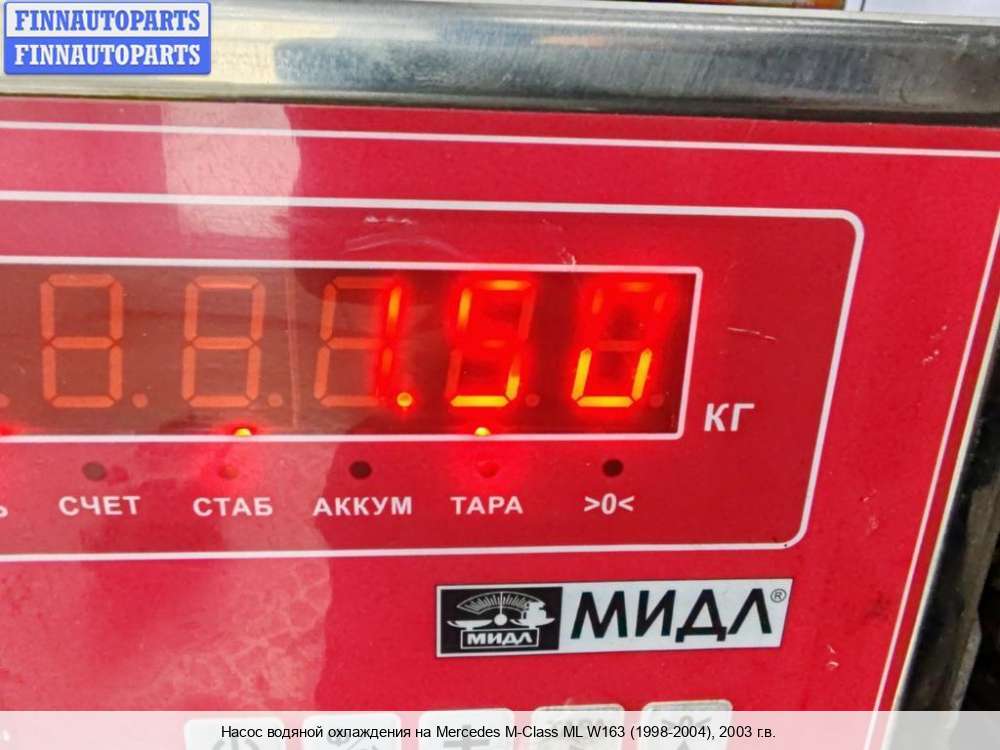 FINNAUTOPARTS
FINNAUTOPARTS
1.50
КГ
СЧЕТ СТАБ АККУМ ТАРА >0<
МИДЛ МИДЛ®
Насос водяной охлаждения на Mercedes M-Class ML W163 (1998-2004), 2003 г.в.